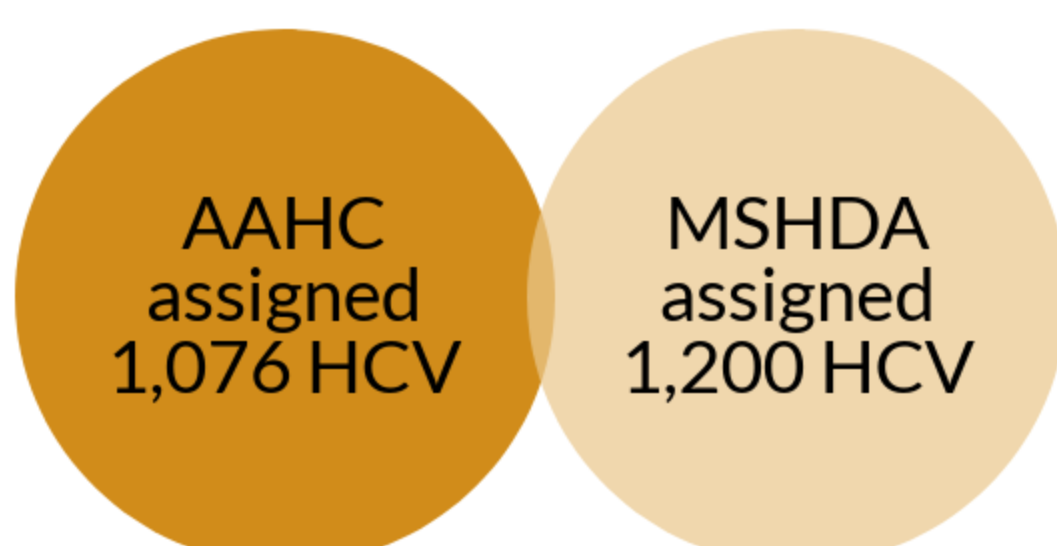 AAHC
assigned
1,076 HCV
MSHDA
assigned
1,200 HCV